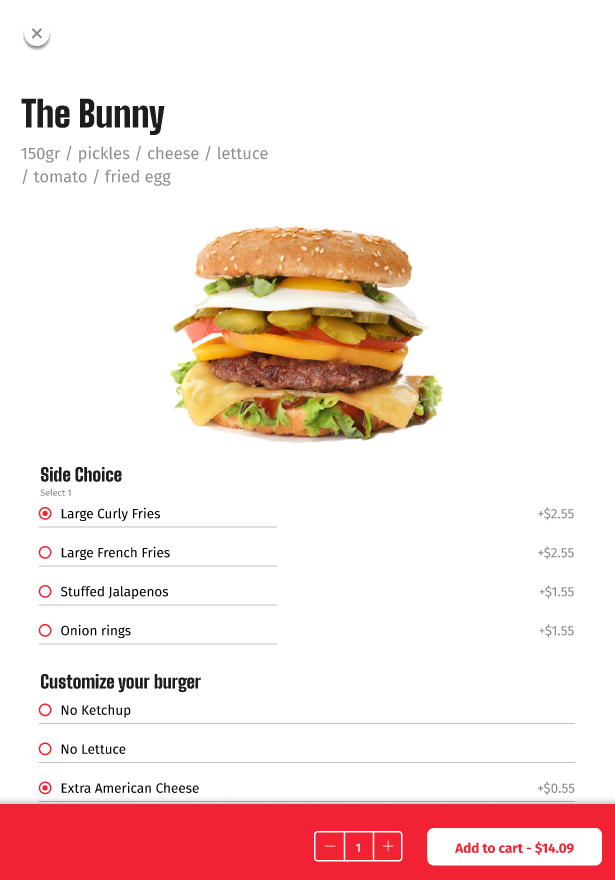 The Bunny
150gr / pickles / cheese / lettuce
/ tomato / fried egg
Side Choice
Select 1
Large Curly Fries +$2.55
Large French Fries +$2.55
Stuffed Jalapenos +$1.55
Onion rings +$1.55
Customize your burger
No Ketchup
No Lettuce
Extra American Cheese +$0.55
− 1 + Add to cart - $14.09